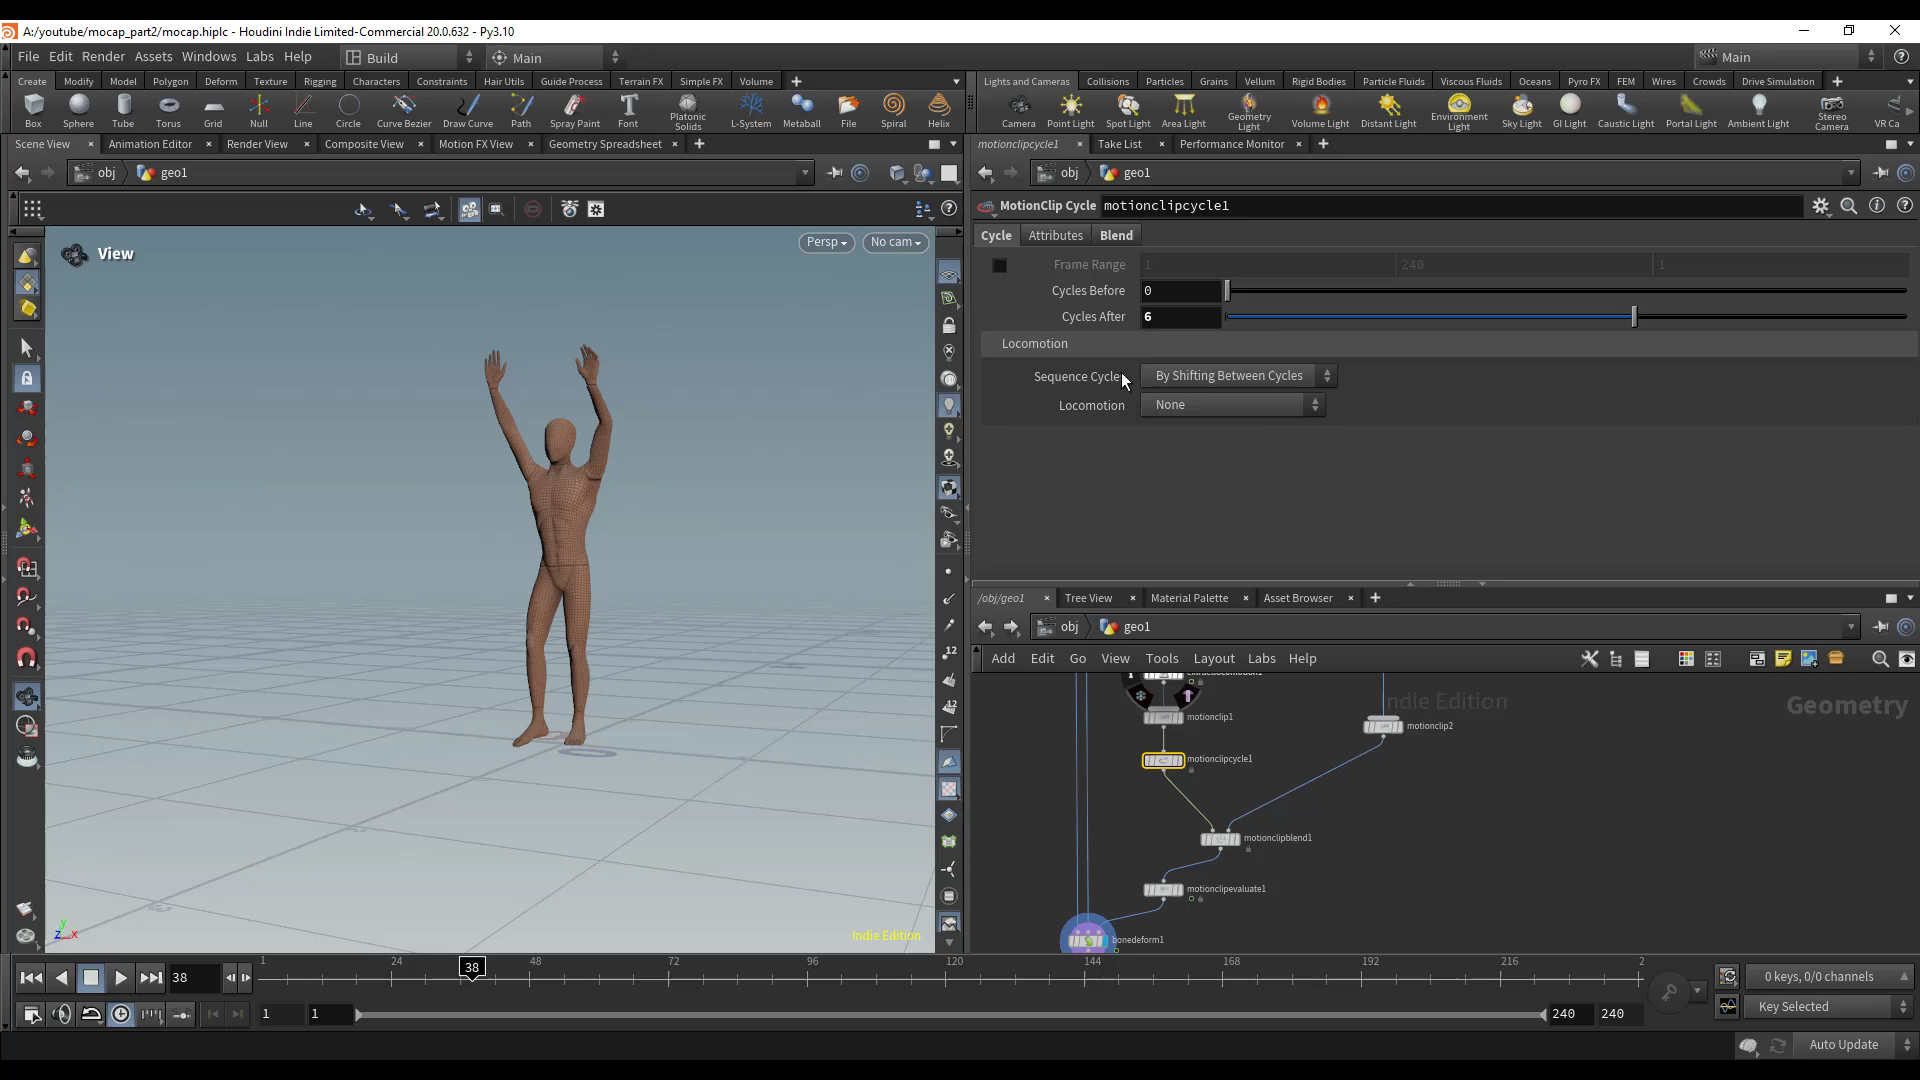 A:/youtube/mocap_part2/mocap.hiplc - Houdini Indie Limited-Commercial 20.0.632 - Py3.10
File Edit Render Assets Windows Labs Help Build Main Main
Create Modify Model Polygon Deform Texture Rigging Characters Constraints Hair Utils Guide Process Terrain FX Simple FX Volume
Lights and Cameras Collisions Particles Grains Vellum Rigid Bodies Particle Fluids Viscous Fluids Oceans Pyro FX FEM Wires Crowds Drive Simulation
Box Sphere Tube Torus Grid Null Line Circle Curve Bezier Draw Curve Path Spray Paint Font Platonic Solids L-System Metaball File Spiral Helix
Camera Point Light Spot Light Area Light Geometry Light Volume Light Distant Light Environment Light Sky Light GI Light Caustic Light Portal Light Ambient Light Stereo Camera VR Ca
Scene View Animation Editor Render View Composite View Motion FX View Geometry Spreadsheet
motionclipcycle1 Take List Performance Monitor
obj geo1
obj geo1
MotionClip Cycle motionclipcycle1
View Persp No cam
Cycle Attributes Blend
Frame Range 1 240 1
Cycles Before 0
Cycles After 6
Locomotion
Sequence Cycle By Shifting Between Cycles
Locomotion None
/obj/geo1 Tree View Material Palette Asset Browser
obj geo1
Add Edit Go View Tools Layout Labs Help
12
12
ndie Edition
Geometry
motionclip1
motionclip2
motionclipcycle1
motionclipblend1
motionclipevaluate1
bonedeform1
y
z x
Indie Edition
1 24 38 48 72 96 120 144 168 192 216 2
38
0 keys, 0/0 channels
1 1 240 240
Key Selected
Auto Update